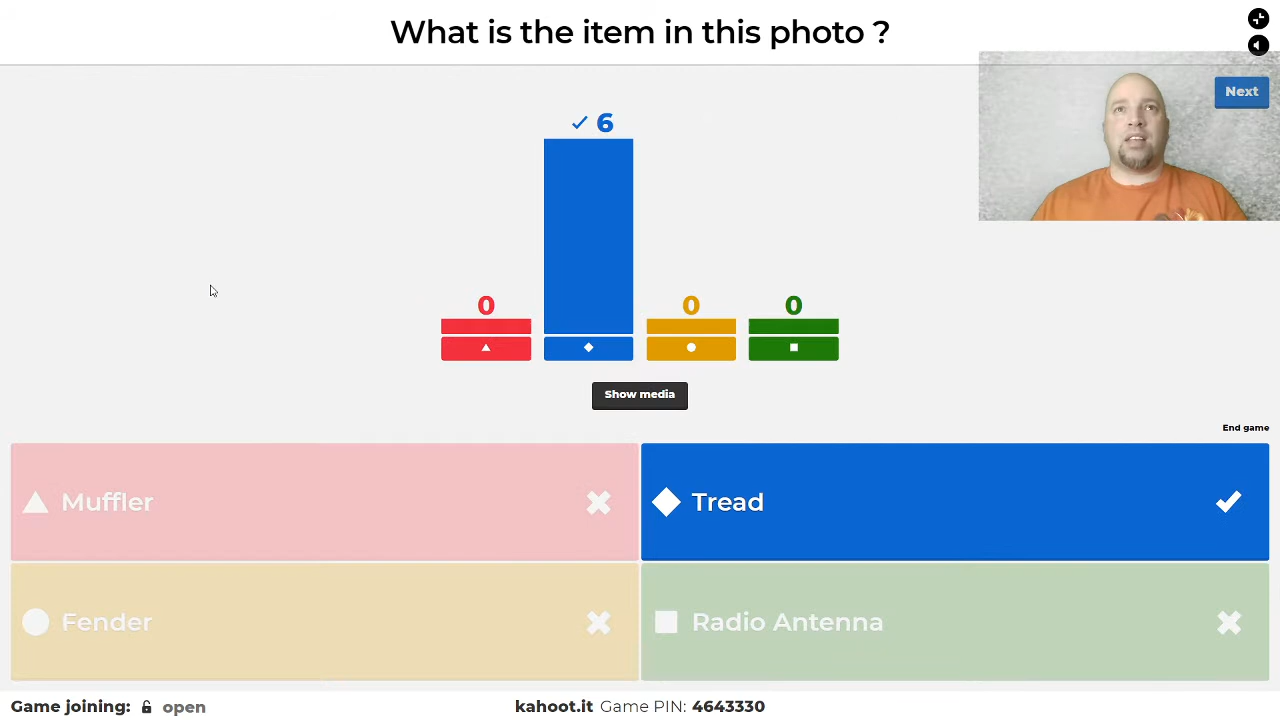 What is the item in this photo ?
Next
6
0
0
0
Show media
End game
Muffler
Tread
Fender
Radio Antenna
Game joining: open
kahoot.it Game PIN: 4643330